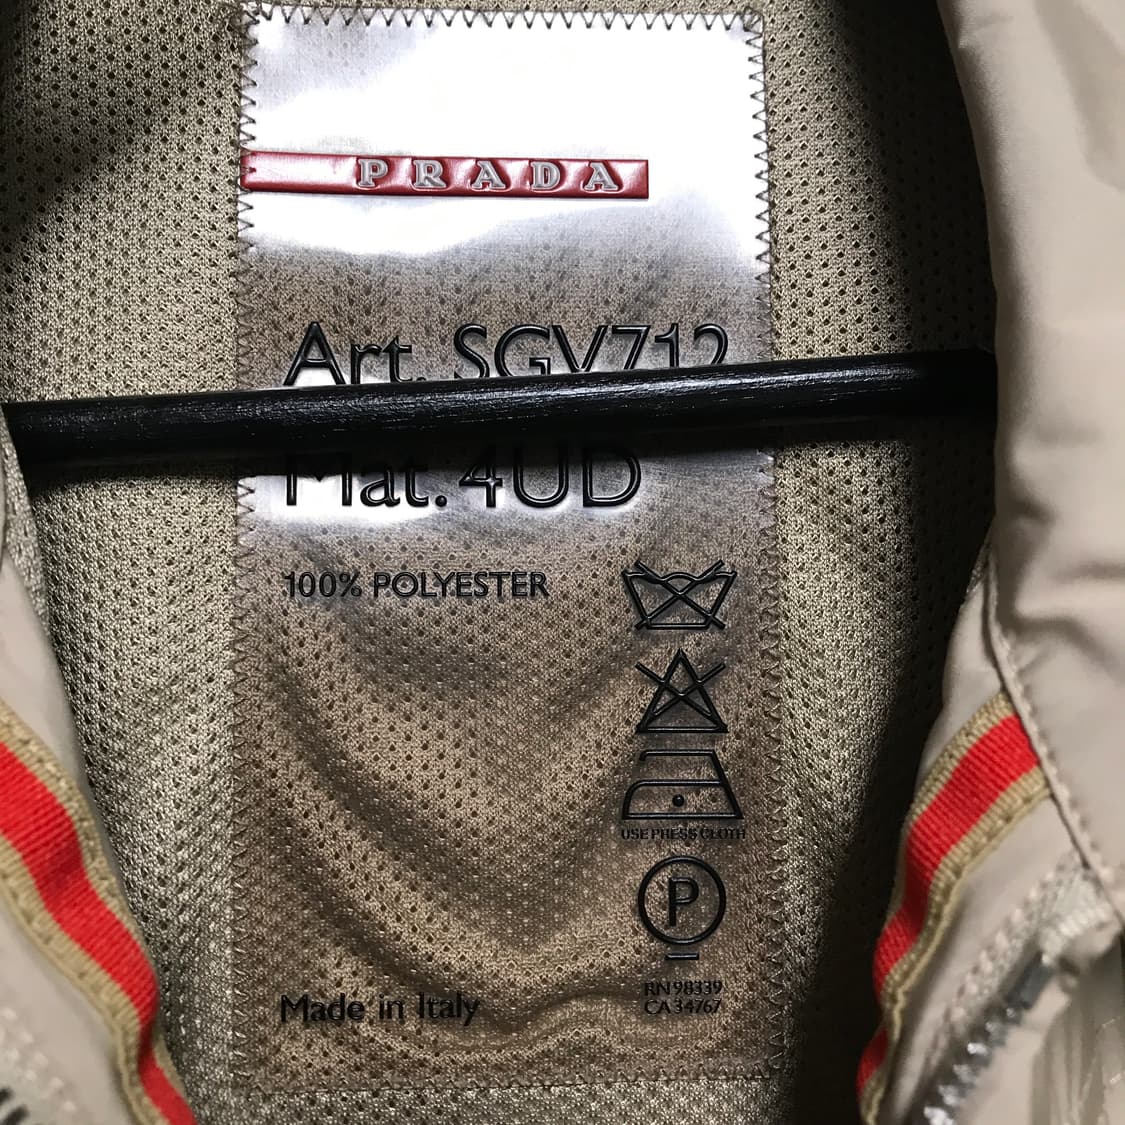 PRADA
Art. SGV712
Mat. 4UD
100% POLYESTER
USE PRESS CLOTH
P
Made in Italy
RN 98339
CA 34767